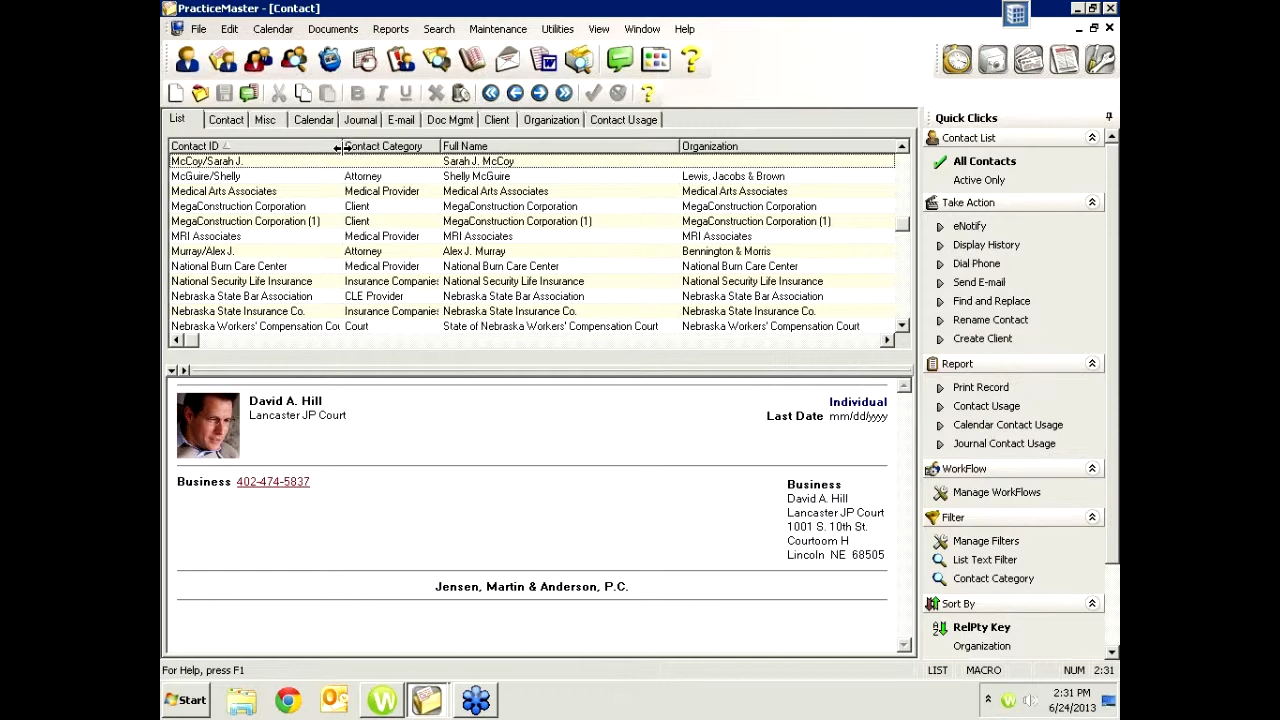 PracticeMaster - [Contact]
File Edit Calendar Documents Reports Search Maintenance Utilities View Window Help
List Contact Misc Calendar Journal E-mail Doc Mgmt Client Organization Contact Usage
Contact ID Contact Category Full Name Organization
McCoy/Sarah J. Sarah J. McCoy
McGuire/Shelly Attorney Shelly McGuire Lewis, Jacobs & Brown
Medical Arts Associates Medical Provider Medical Arts Associates Medical Arts Associates
MegaConstruction Corporation Client MegaConstruction Corporation MegaConstruction Corporation
MegaConstruction Corporation (1) Client MegaConstruction Corporation (1) MegaConstruction Corporation (1)
MRI Associates Medical Provider MRI Associates MRI Associates
Murray/Alex J. Attorney Alex J. Murray Bennington & Morris
National Burn Care Center Medical Provider National Burn Care Center National Burn Care Center
National Security Life Insurance Insurance Companies National Security Life Insurance National Security Life Insurance
Nebraska State Bar Association CLE Provider Nebraska State Bar Association Nebraska State Bar Association
Nebraska State Insurance Co. Insurance Companies Nebraska State Insurance Co. Nebraska State Insurance Co.
Nebraska Workers' Compensation Cou Court State of Nebraska Workers' Compensation Court Nebraska Workers' Compensation Court
David A. Hill Individual
Lancaster JP Court Last Date mm/dd/yyyy
Business 402-474-5837
Business
David A. Hill
Lancaster JP Court
1001 S. 10th St.
Courtoom H
Lincoln NE 68505
Jensen, Martin & Anderson, P.C.
Quick Clicks
Contact List
All Contacts
Active Only
Take Action
eNotify
Display History
Dial Phone
Send E-mail
Find and Replace
Rename Contact
Create Client
Report
Print Record
Contact Usage
Calendar Contact Usage
Journal Contact Usage
WorkFlow
Manage WorkFlows
Filter
Manage Filters
List Text Filter
Contact Category
Sort By
RelPty Key
Organization
For Help, press F1 LIST MACRO NUM 2:31
Start 2:31 PM
6/24/2013